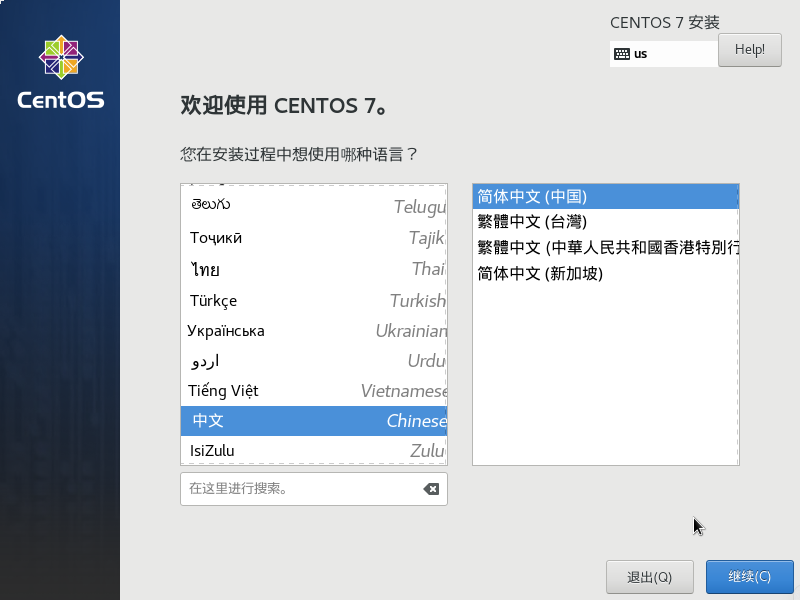 CentOS
CENTOS 7 安装
us
Help!
欢迎使用 CENTOS 7。
您在安装过程中想使用哪种语言？
తెలుగు Telugu
Тоҷикӣ Tajik
ไทย Thai
Türkçe Turkish
Українська Ukrainian
اردو Urdu
Tiếng Việt Vietnamese
中文 Chinese
IsiZulu Zulu
在这里进行搜索。
简体中文 (中国)
繁體中文 (台灣)
繁體中文 (中華人民共和國香港特別行
简体中文 (新加坡)
退出(Q)
继续(C)